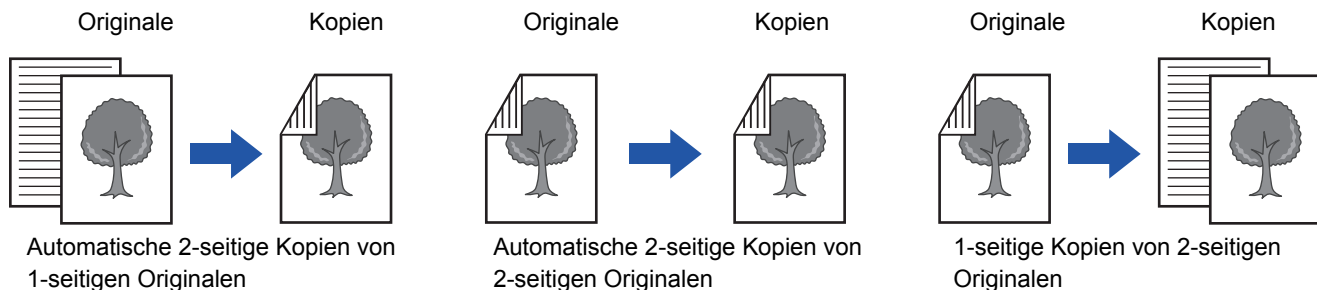 Originale Kopien Originale Kopien Originale Kopien
Automatische 2-seitige Kopien von
1-seitigen Originalen
Automatische 2-seitige Kopien von
2-seitigen Originalen
1-seitige Kopien von 2-seitigen
Originalen